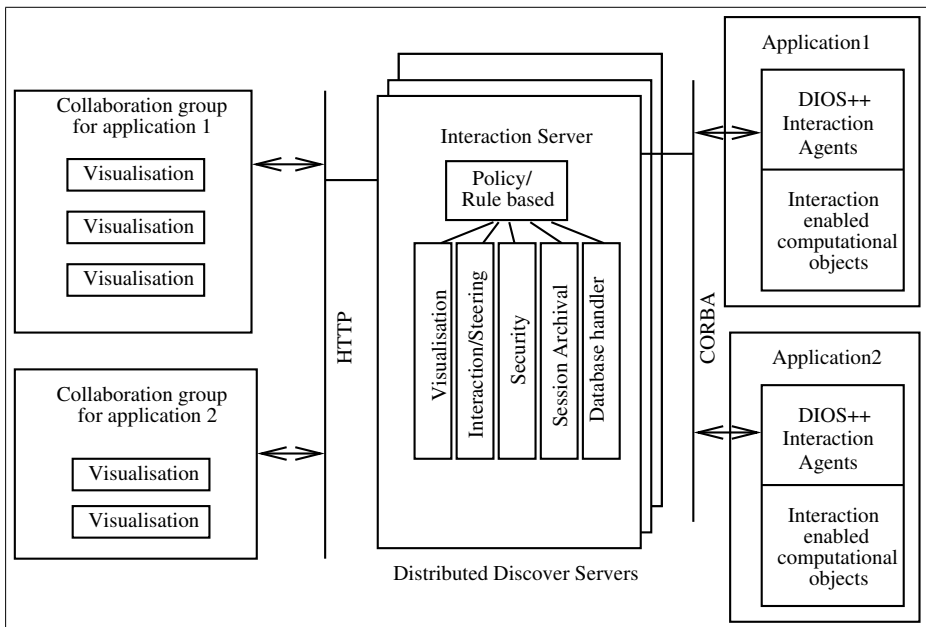 Collaboration group
for application 1
Visualisation
Visualisation
Visualisation
Collaboration group
for application 2
Visualisation
Visualisation
HTTP
Interaction Server
Policy/
Rule based
Visualisation
Interaction/Steering
Security
Session Archival
Database handler
Distributed Discover Servers
CORBA
Application1
DIOS++
Interaction
Agents
Interaction
enabled
computational
objects
Application2
DIOS++
Interaction
Agents
Interaction
enabled
computational
objects